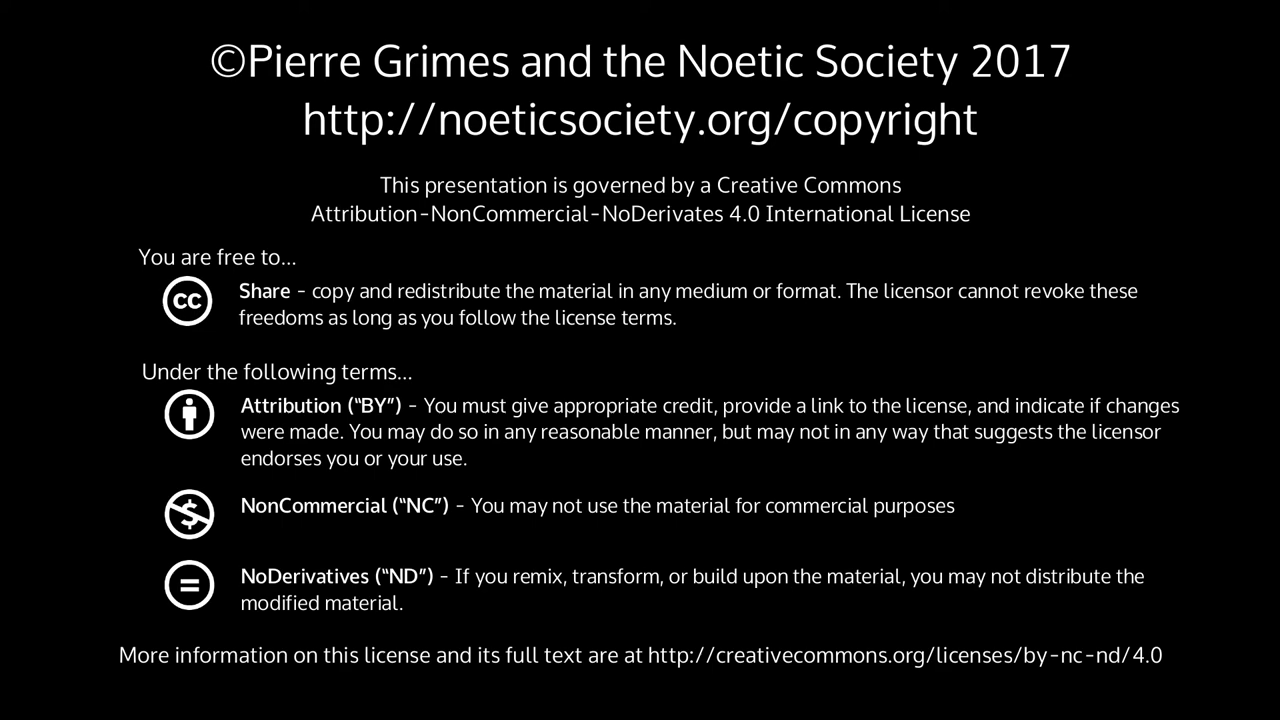 ©Pierre Grimes and the Noetic Society 2017
http://noeticsociety.org/copyright
This presentation is governed by a Creative Commons
Attribution-NonCommercial-NoDerivates 4.0 International License
You are free to...
cc
Share - copy and redistribute the material in any medium or format. The licensor cannot revoke these
freedoms as long as you follow the license terms.
Under the following terms...
Attribution (“BY”) - You must give appropriate credit, provide a link to the license, and indicate if changes
were made. You may do so in any reasonable manner, but may not in any way that suggests the licensor
endorses you or your use.
$
NonCommercial (“NC”) - You may not use the material for commercial purposes
=
NoDerivatives (“ND”) - If you remix, transform, or build upon the material, you may not distribute the
modified material.
More information on this license and its full text are at http://creativecommons.org/licenses/by-nc-nd/4.0